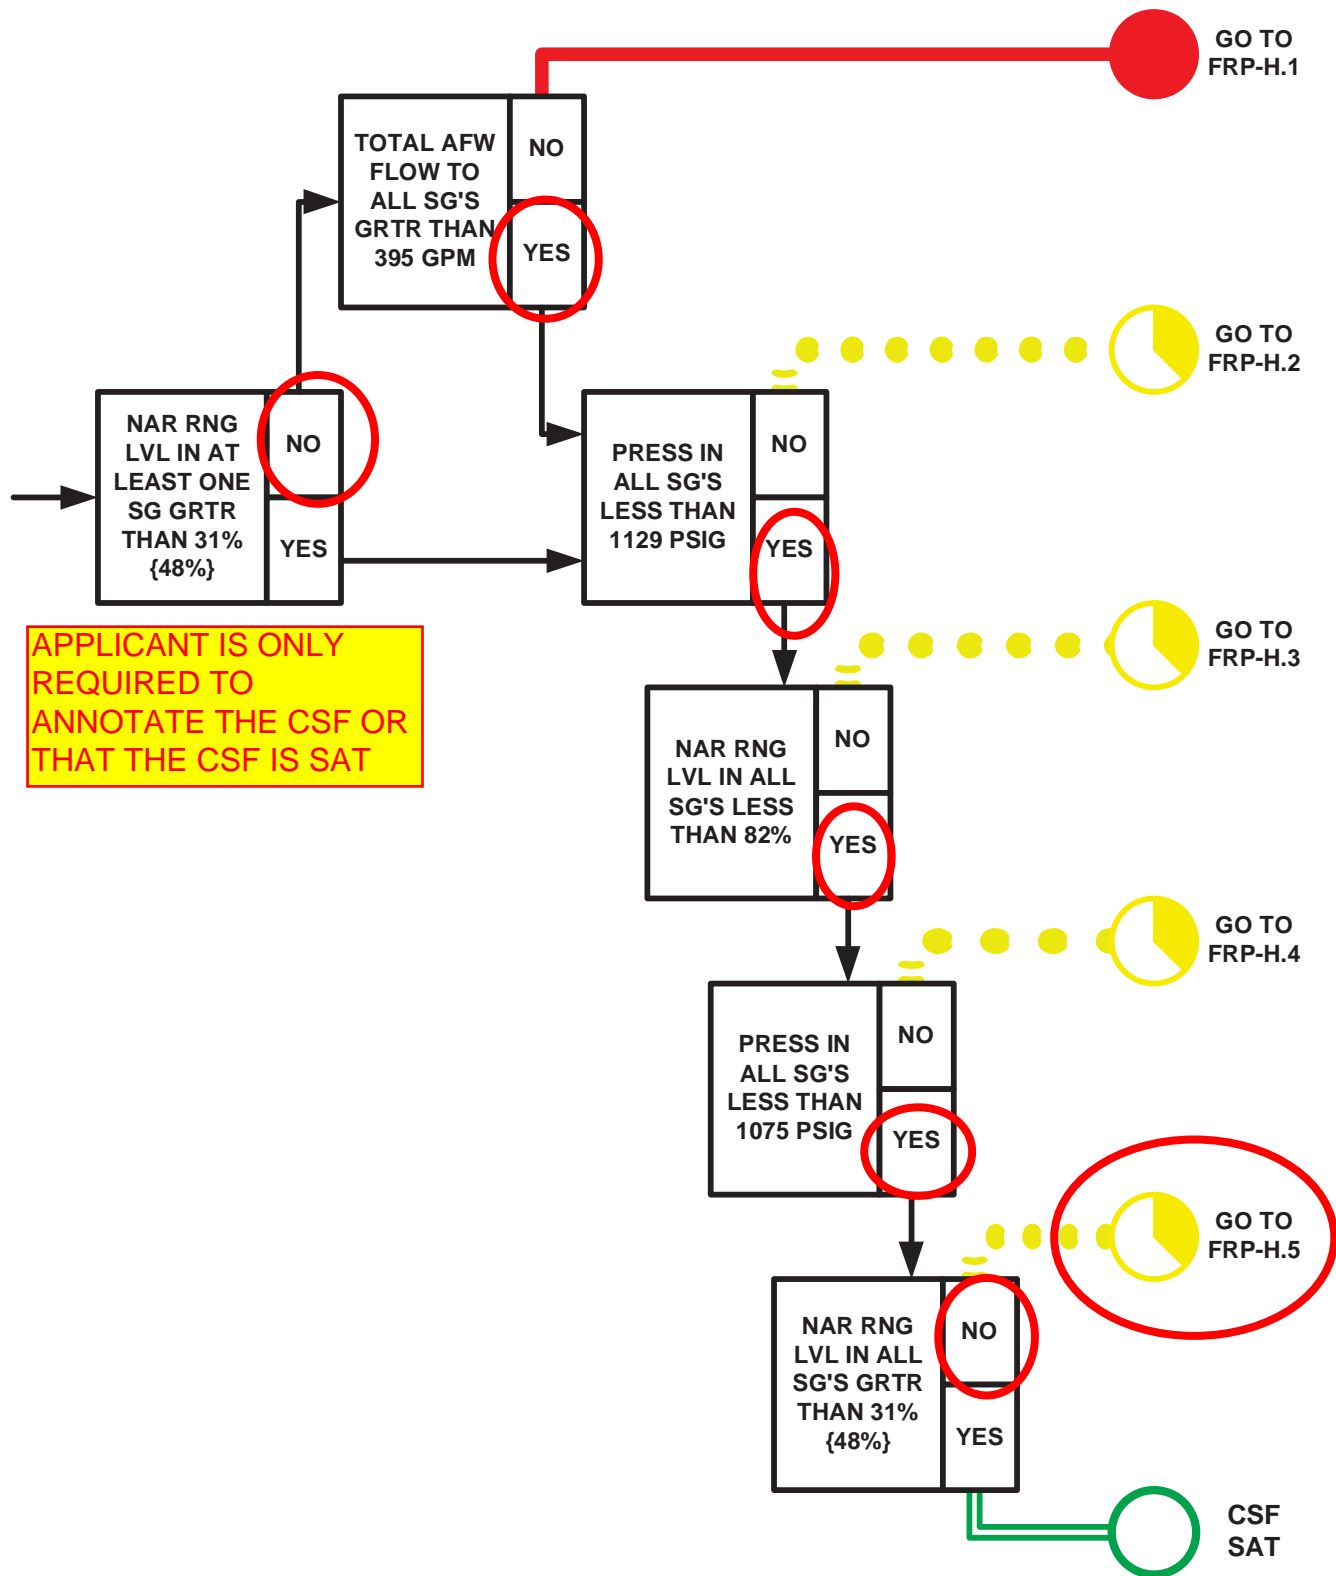 GO TO
FRP-H.1
TOTAL AFW
FLOW TO
ALL SG'S
GRTR THAN
395 GPM
NO
YES
GO TO
FRP-H.2
NAR RNG
LVL IN AT
LEAST ONE
SG GRTR
THAN 31%
{48%}
NO
YES
PRESS IN
ALL SG'S
LESS THAN
1129 PSIG
NO
YES
GO TO
FRP-H.3
APPLICANT IS ONLY
REQUIRED TO
ANNOTATE THE CSF OR
THAT THE CSF IS SAT
NAR RNG
LVL IN ALL
SG'S LESS
THAN 82%
NO
YES
GO TO
FRP-H.4
PRESS IN
ALL SG'S
LESS THAN
1075 PSIG
NO
YES
GO TO
FRP-H.5
NAR RNG
LVL IN ALL
SG'S GRTR
THAN 31%
{48%}
NO
YES
CSF
SAT